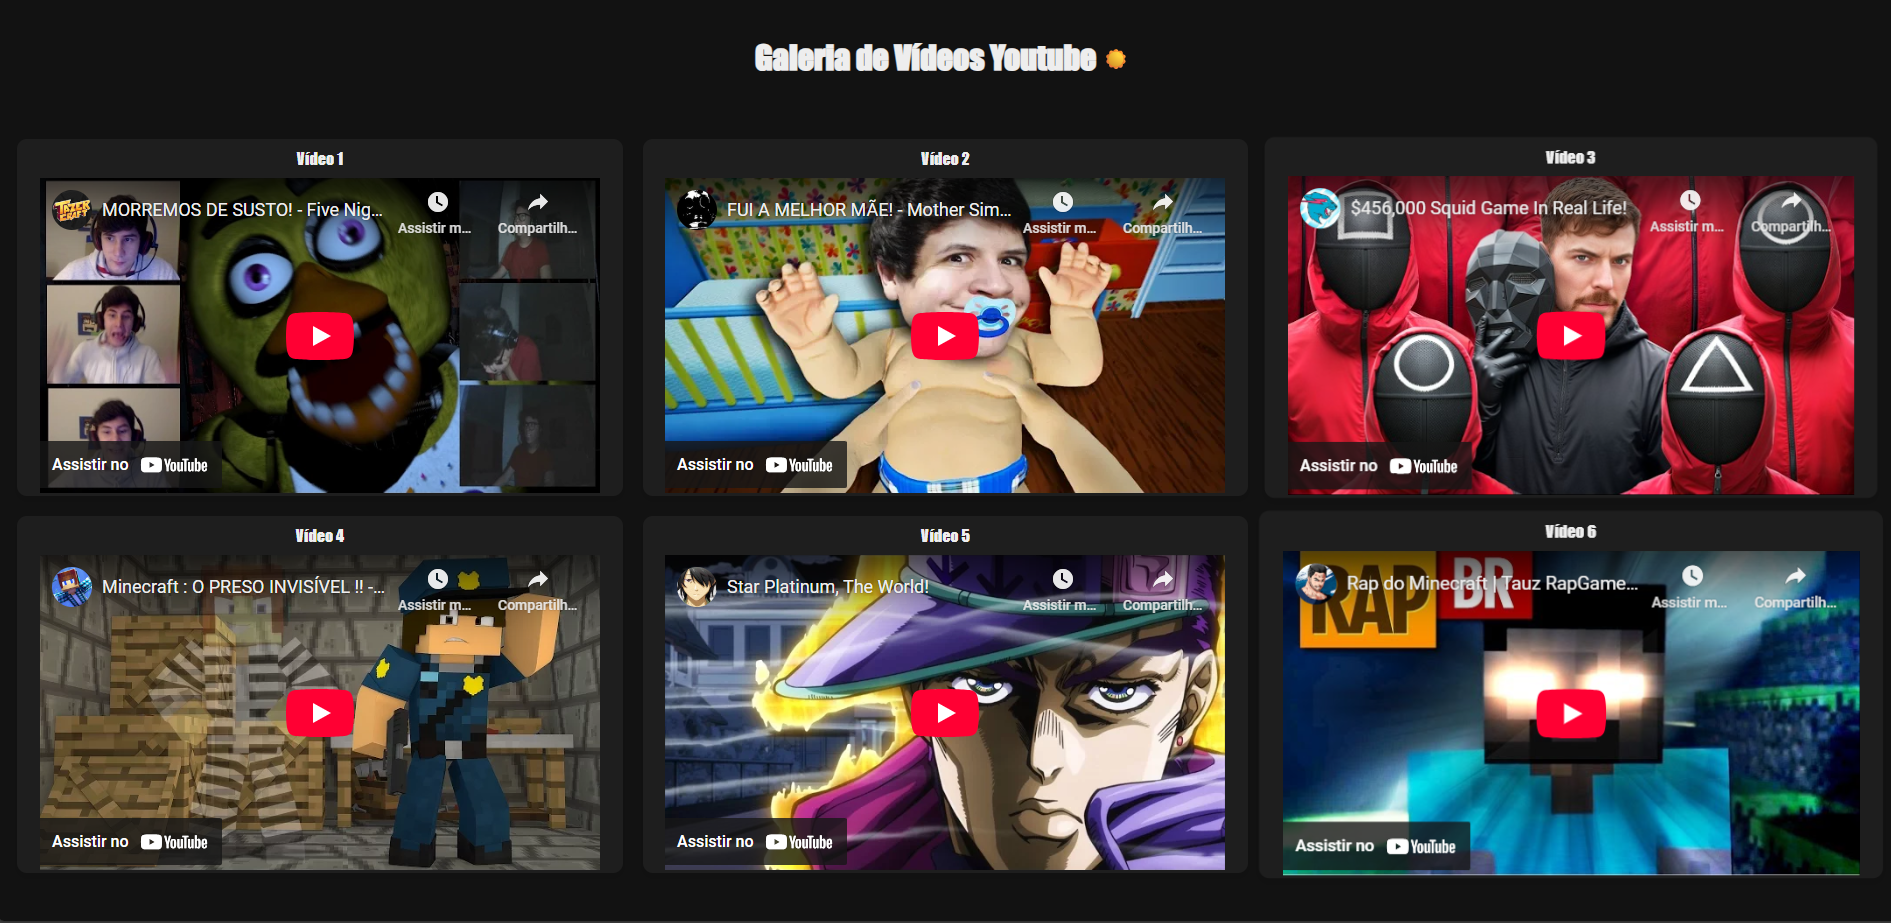 Galeria de Vídeos Youtube
Vídeo 1
TAZER CRAFT
MORREMOS DE SUSTO! - Five Nig...
Assistir m...
Compartilh...
Assistir no YouTube
Vídeo 2
FUI A MELHOR MÃE! - Mother Sim...
Assistir m...
Compartilh...
Assistir no YouTube
Vídeo 3
$456,000 Squid Game In Real Life!
Assistir m...
Compartilh...
Assistir no YouTube
Vídeo 4
Minecraft : O PRESO INVISÍVEL !! -...
Assistir m...
Compartilh...
Assistir no YouTube
Vídeo 5
Star Platinum, The World!
Assistir m...
Compartilh...
Assistir no YouTube
Vídeo 6
Rap do Minecraft | Tauz RapGame...
Assistir m...
Compartilh...
RAP
BR
Assistir no YouTube